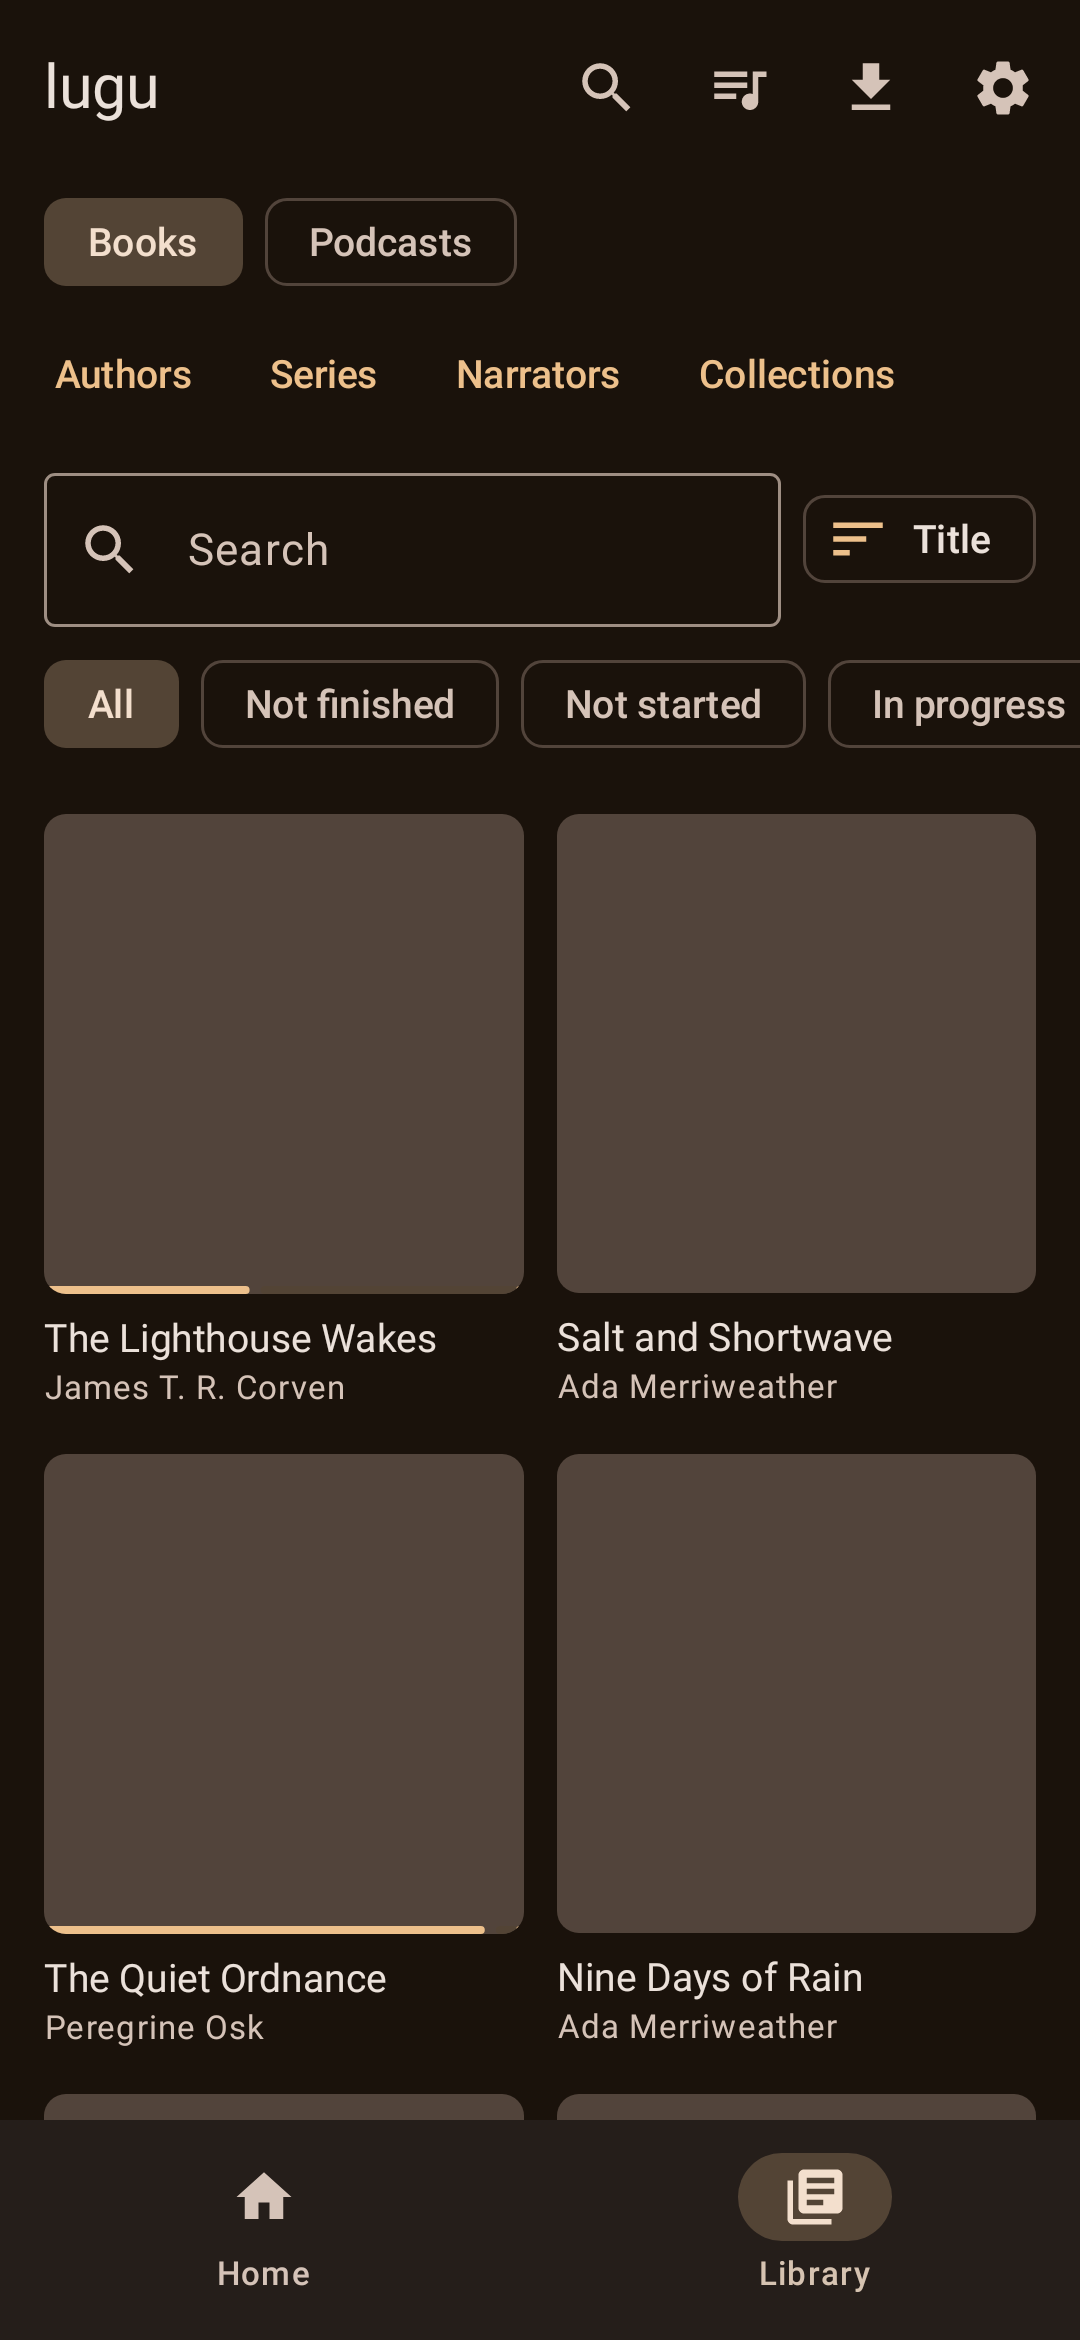 lugu
Books
Podcasts
Authors
Series
Narrators
Collections
Search
Title
All
Not finished
Not started
In progress
The Lighthouse Wakes
James T. R. Corven
Salt and Shortwave
Ada Merriweather
The Quiet Ordnance
Peregrine Osk
Nine Days of Rain
Ada Merriweather
Home
Library